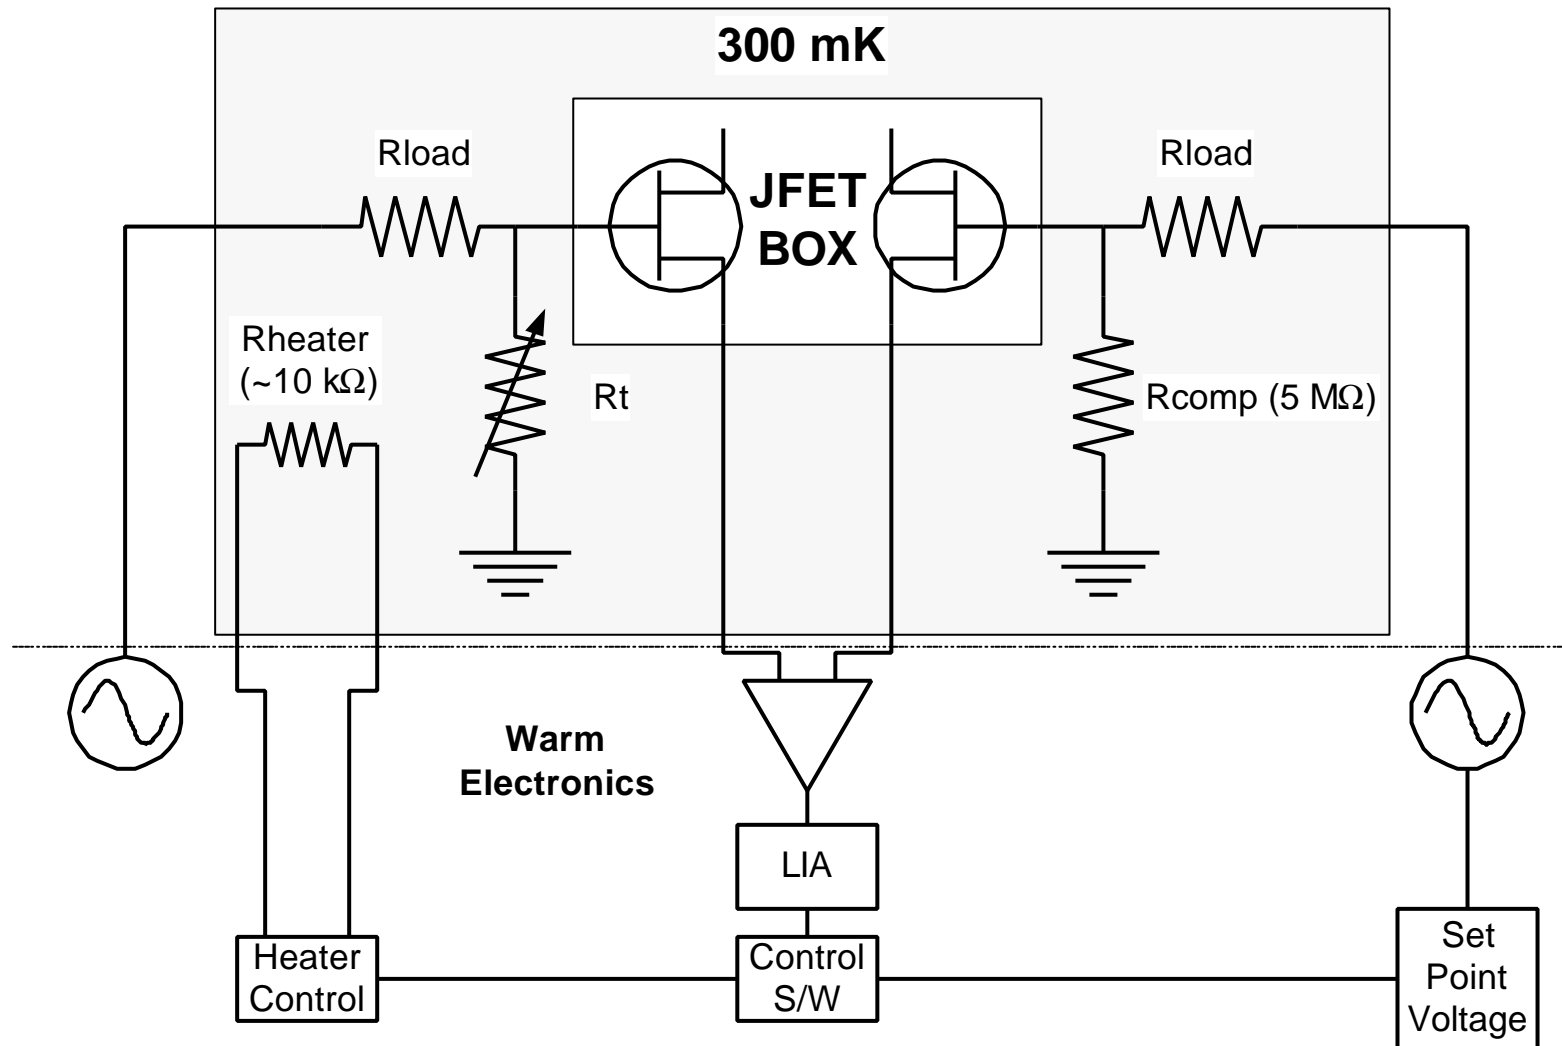 300 mK
Rload
JFET
BOX
Rload
Rheater
(~10 kΩ)
Rt
Rcomp (5 MΩ)
Warm
Electronics
LIA
Heater
Control
Control
S/W
Set
Point
Voltage